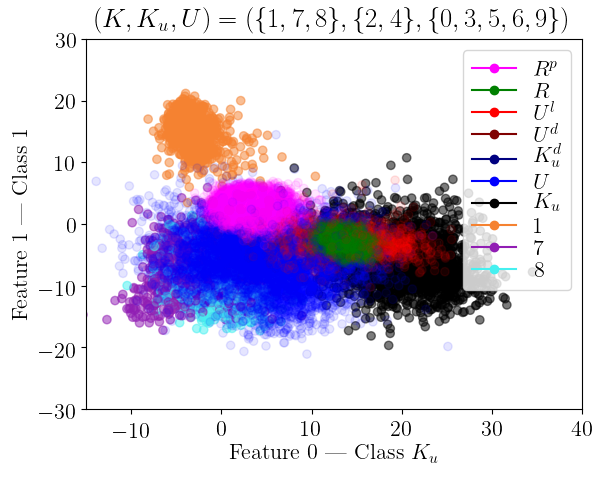 (K, K_u, U) = ({1, 7, 8}, {2, 4}, {0, 3, 5, 6, 9})
30
20
10
0
−10
−20
−30
Feature 1 — Class 1
R^p
R
U^l
U^d
K_u^d
U
K_u
1
7
8
−10 0 10 20 30 40
Feature 0 — Class K_u